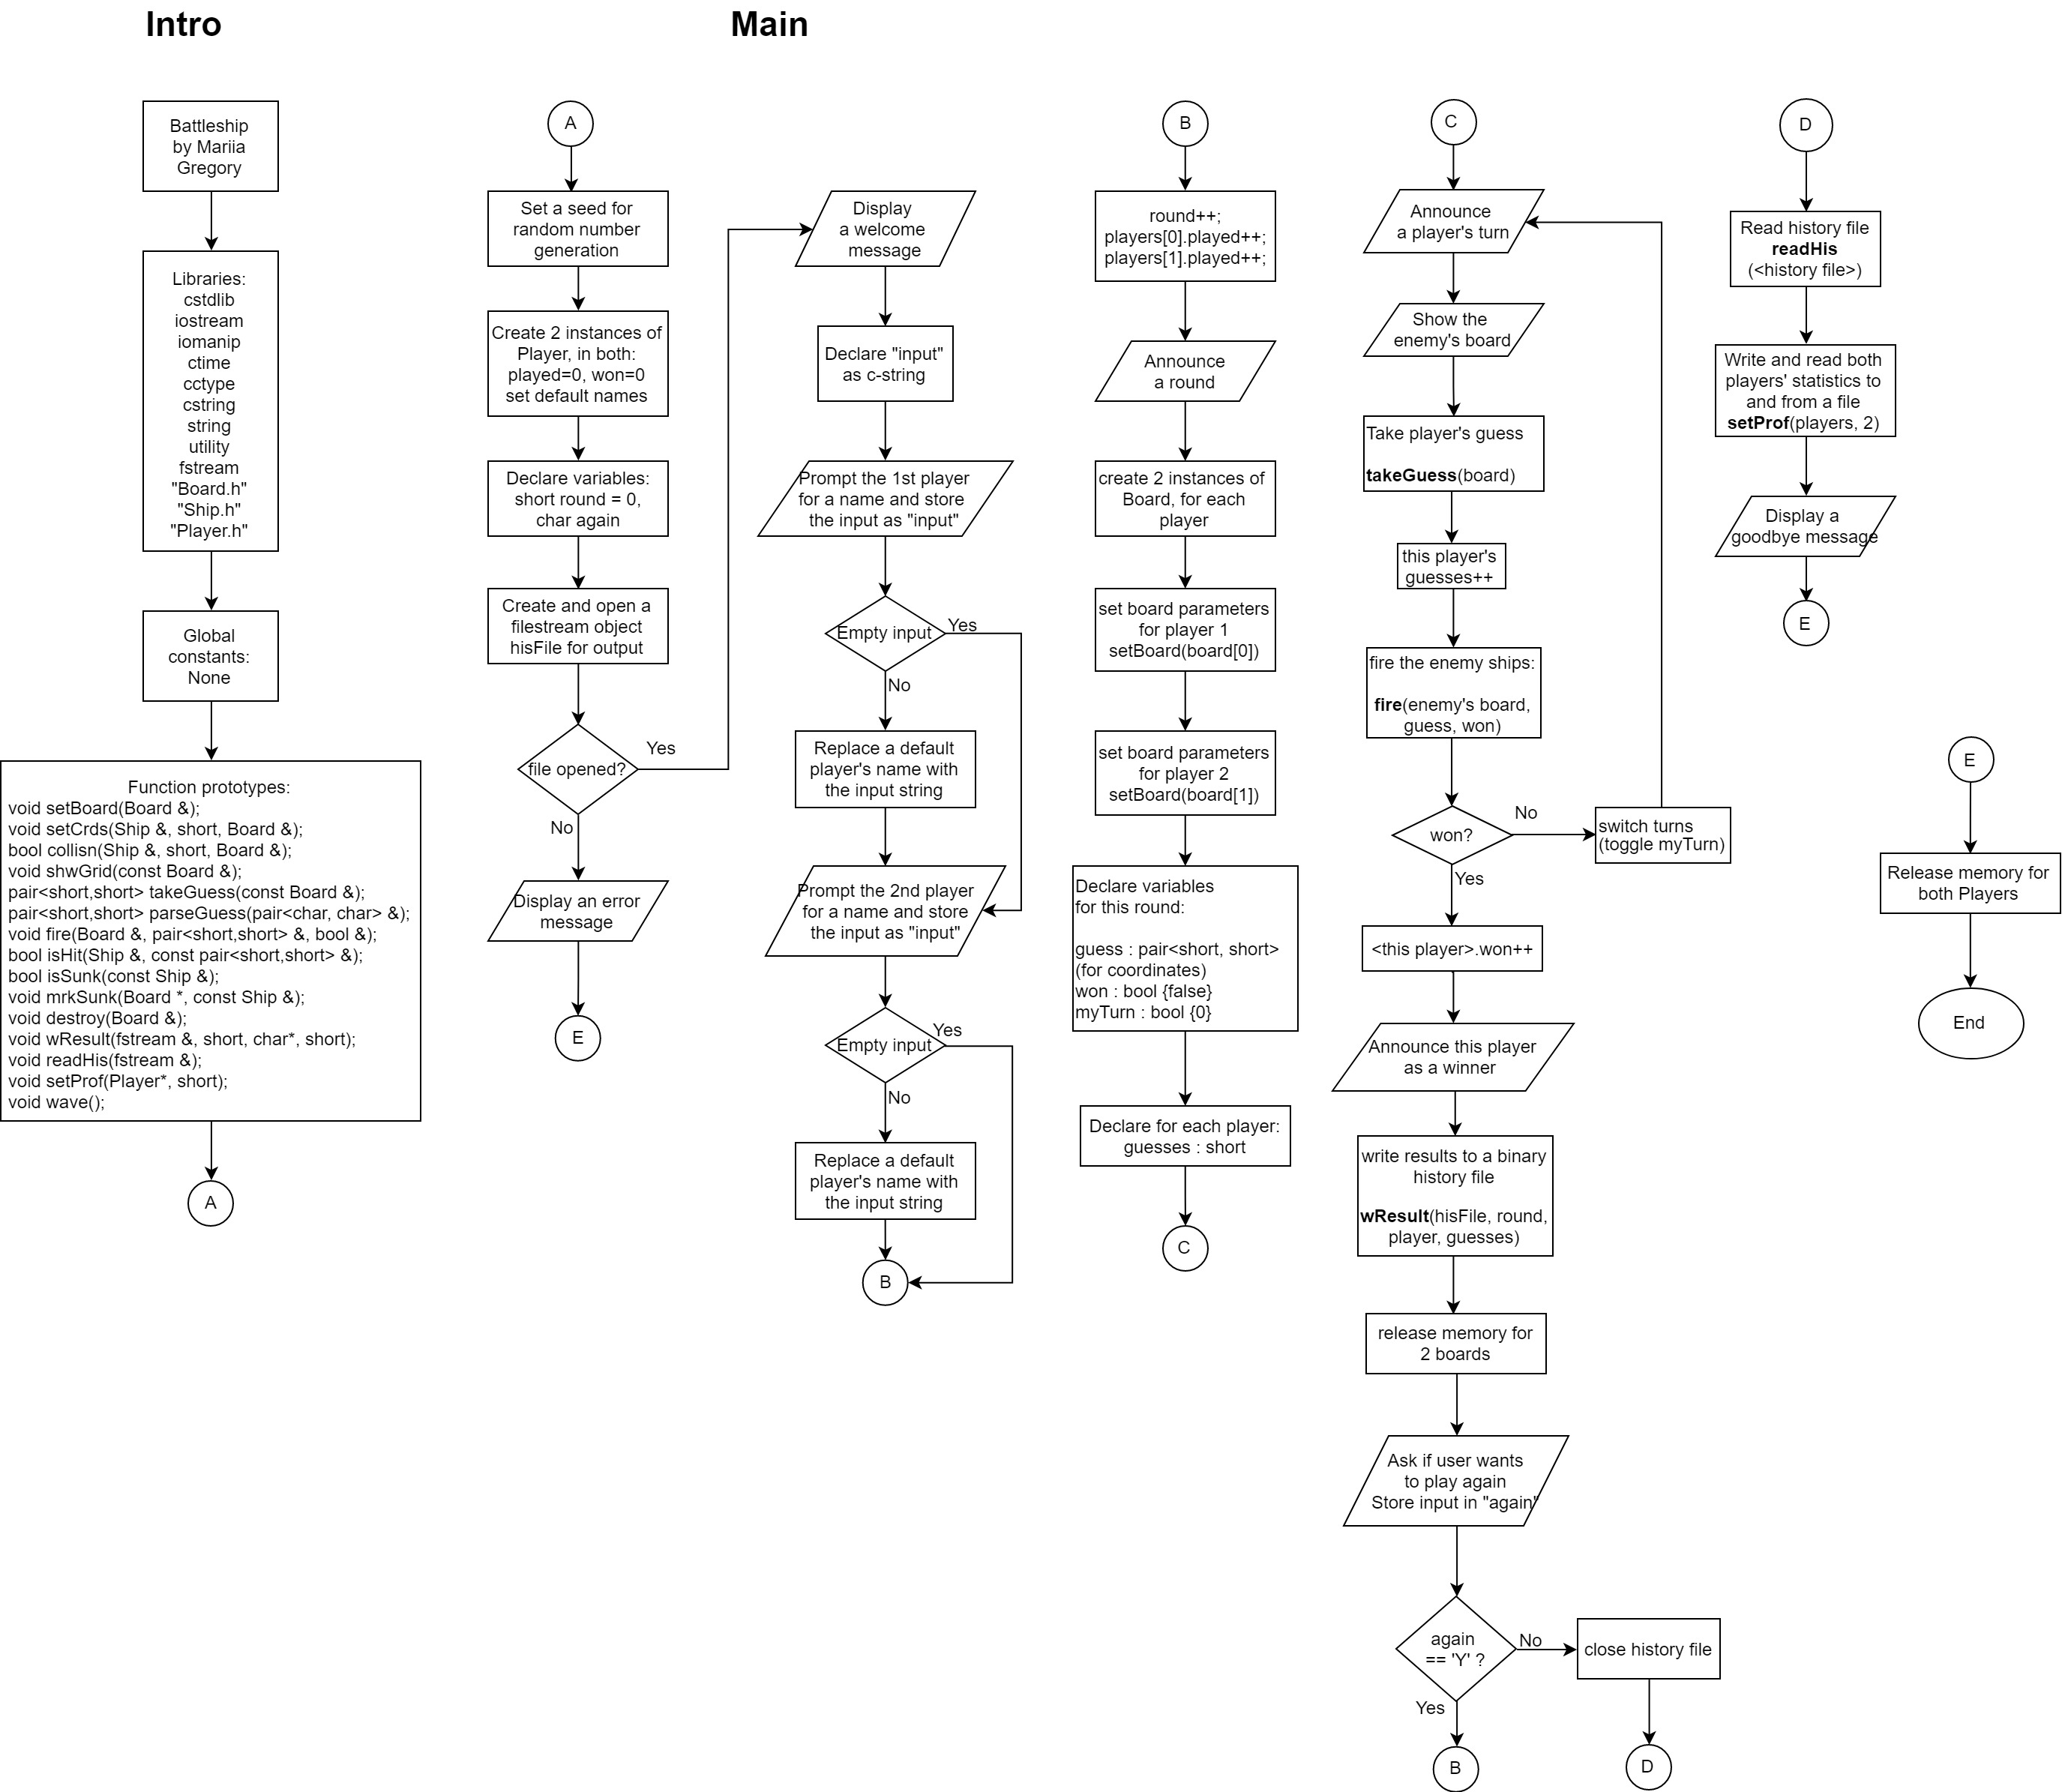 Intro
Main
Battleship
by Mariia
Gregory
Libraries:
cstdlib
iostream
iomanip
ctime
cctype
cstring
string
utility
fstream
"Board.h"
"Ship.h"
"Player.h"
Global
constants:
None
Function prototypes:
void setBoard(Board &);
void setCrds(Ship &, short, Board &);
bool collisn(Ship &, short, Board &);
void shwGrid(const Board &);
pair<short,short> takeGuess(const Board &);
pair<short,short> parseGuess(pair<char, char> &);
void fire(Board &, pair<short,short> &, bool &);
bool isHit(Ship &, const pair<short,short> &);
bool isSunk(const Ship &);
void mrkSunk(Board *, const Ship &);
void destroy(Board &);
void wResult(fstream &, short, char*, short);
void readHis(fstream &);
void setProf(Player*, short);
void wave();
A
A
Set a seed for
random number
generation
Create 2 instances of
Player, in both:
played=0, won=0
set default names
Declare variables:
short round = 0,
char again
Create and open a
filestream object
hisFile for output
file opened?
Yes
No
Display an error
message
E
Display
a welcome
message
Declare "input"
as c-string
Prompt the 1st player
for a name and store
the input as "input"
Empty input
Yes
No
Replace a default
player's name with
the input string
Prompt the 2nd player
for a name and store
the input as "input"
Empty input
Yes
No
Replace a default
player's name with
the input string
B
B
round++;
players[0].played++;
players[1].played++;
Announce
a round
create 2 instances of
Board, for each
player
set board parameters
for player 1
setBoard(board[0])
set board parameters
for player 2
setBoard(board[1])
Declare variables
for this round:
guess : pair<short, short>
(for coordinates)
won : bool {false}
myTurn : bool {0}
Declare for each player:
guesses : short
C
C
Announce
a player's turn
Show the
enemy's board
Take player's guess
takeGuess(board)
this player's
guesses++
fire the enemy ships:
fire(enemy's board,
guess, won)
won?
No
switch turns
(toggle myTurn)
Yes
<this player>.won++
Announce this player
as a winner
write results to a binary
history file
wResult(hisFile, round,
player, guesses)
release memory for
2 boards
Ask if user wants
to play again
Store input in "again"
again
== 'Y' ?
No
close history file
Yes
B
D
D
Read history file
readHis
(<history file>)
Write and read both
players' statistics to
and from a file
setProf(players, 2)
Display a
goodbye message
E
E
Release memory for
both Players
End